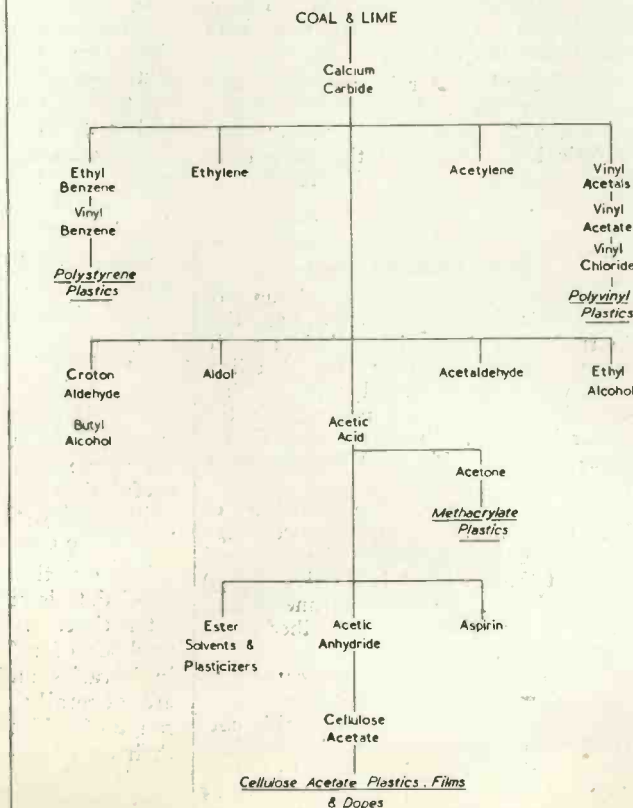 COAL & LIME
Calcium
Carbide
Ethyl
Benzene
Vinyl
Benzene
Polystyrene
Plastics
Ethylene
Acetylene
Vinyl
Acetals
Vinyl
Acetate
Vinyl
Chloride
Polyvinyl
Plastics
Croton
Aldehyde
Butyl
Alcohol
Aldol
Acetaldehyde
Ethyl
Alcohol
Acetic
Acid
Acetone
Methacrylate
Plastics
Ester
Solvents &
Plasticizers
Acetic
Anhydride
Aspirin
Cellulose
Acetate
Cellulose Acetate Plastics, Films
& Dopes